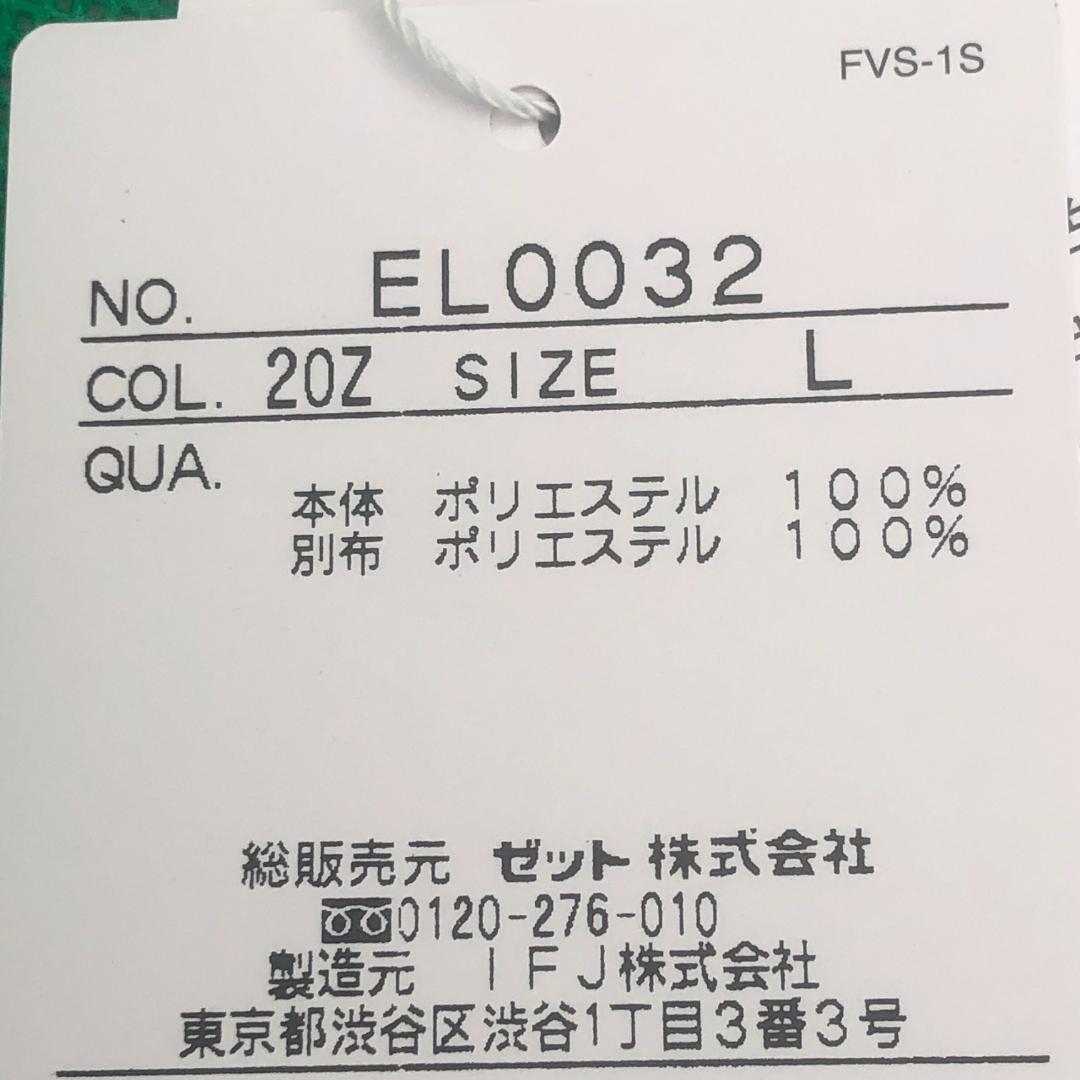 FVS-1S
NO. EL0032
COL. 20Z SIZE L
QUA.
本体 ポリエステル 100%
別布 ポリエステル 100%
総販売元 ゼット株式会社
0120-276-010
製造元 IFJ株式会社
東京都渋谷区渋谷1丁目3番3号